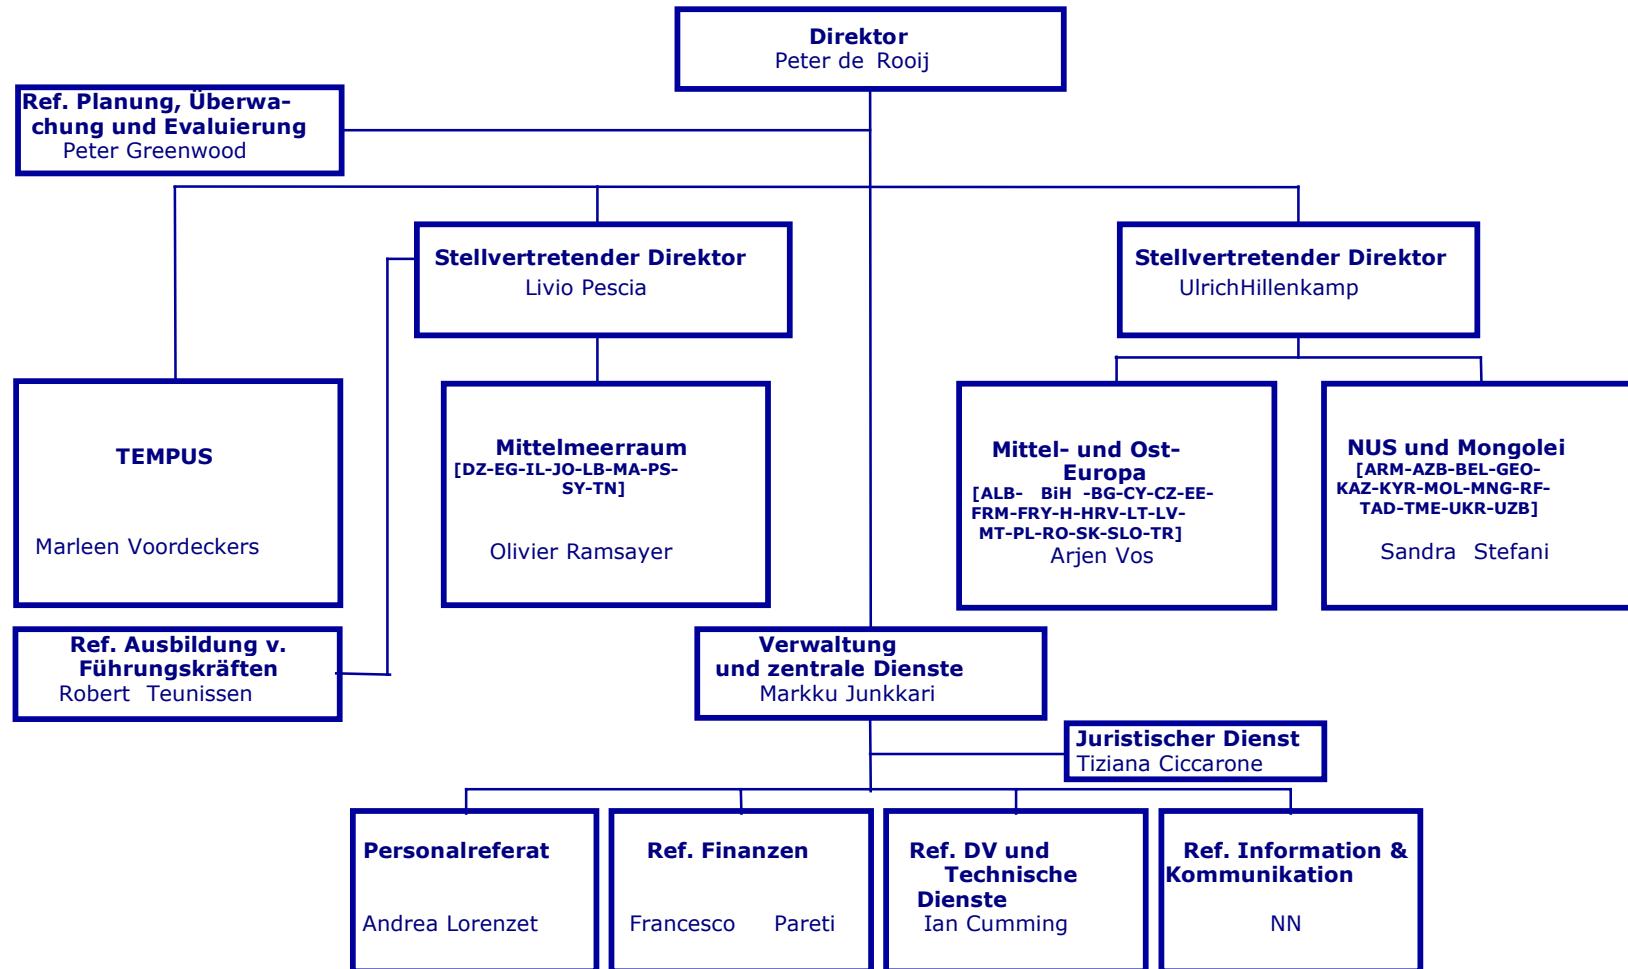 Direktor
Peter de Rooij
Ref. Planung, Überwa-
chung und Evaluierung
Peter Greenwood
Stellvertretender Direktor
Livio Pescia
Stellvertretender Direktor
UlrichHillenkamp
TEMPUS
Marleen Voordeckers
Mittelmeerraum
[DZ-EG-IL-JO-LB-MA-PS-
SY-TN]
Olivier Ramsayer
Mittel- und Ost-
Europa
[ALB- BiH -BG-CY-CZ-EE-
FRM-FRY-H-HRV-LT-LV-
MT-PL-RO-SK-SLO-TR]
Arjen Vos
NUS und Mongolei
[ARM-AZB-BEL-GEO-
KAZ-KYR-MOL-MNG-RF-
TAD-TME-UKR-UZB]
Sandra Stefani
Ref. Ausbildung v.
Führungskräften
Robert Teunissen
Verwaltung
und zentrale Dienste
Markku Junkkari
Juristischer Dienst
Tiziana Ciccarone
Personalreferat
Andrea Lorenzet
Ref. Finanzen
Francesco Pareti
Ref. DV und
Technische
Dienste
Ian Cumming
Ref. Information &
Kommunikation
NN